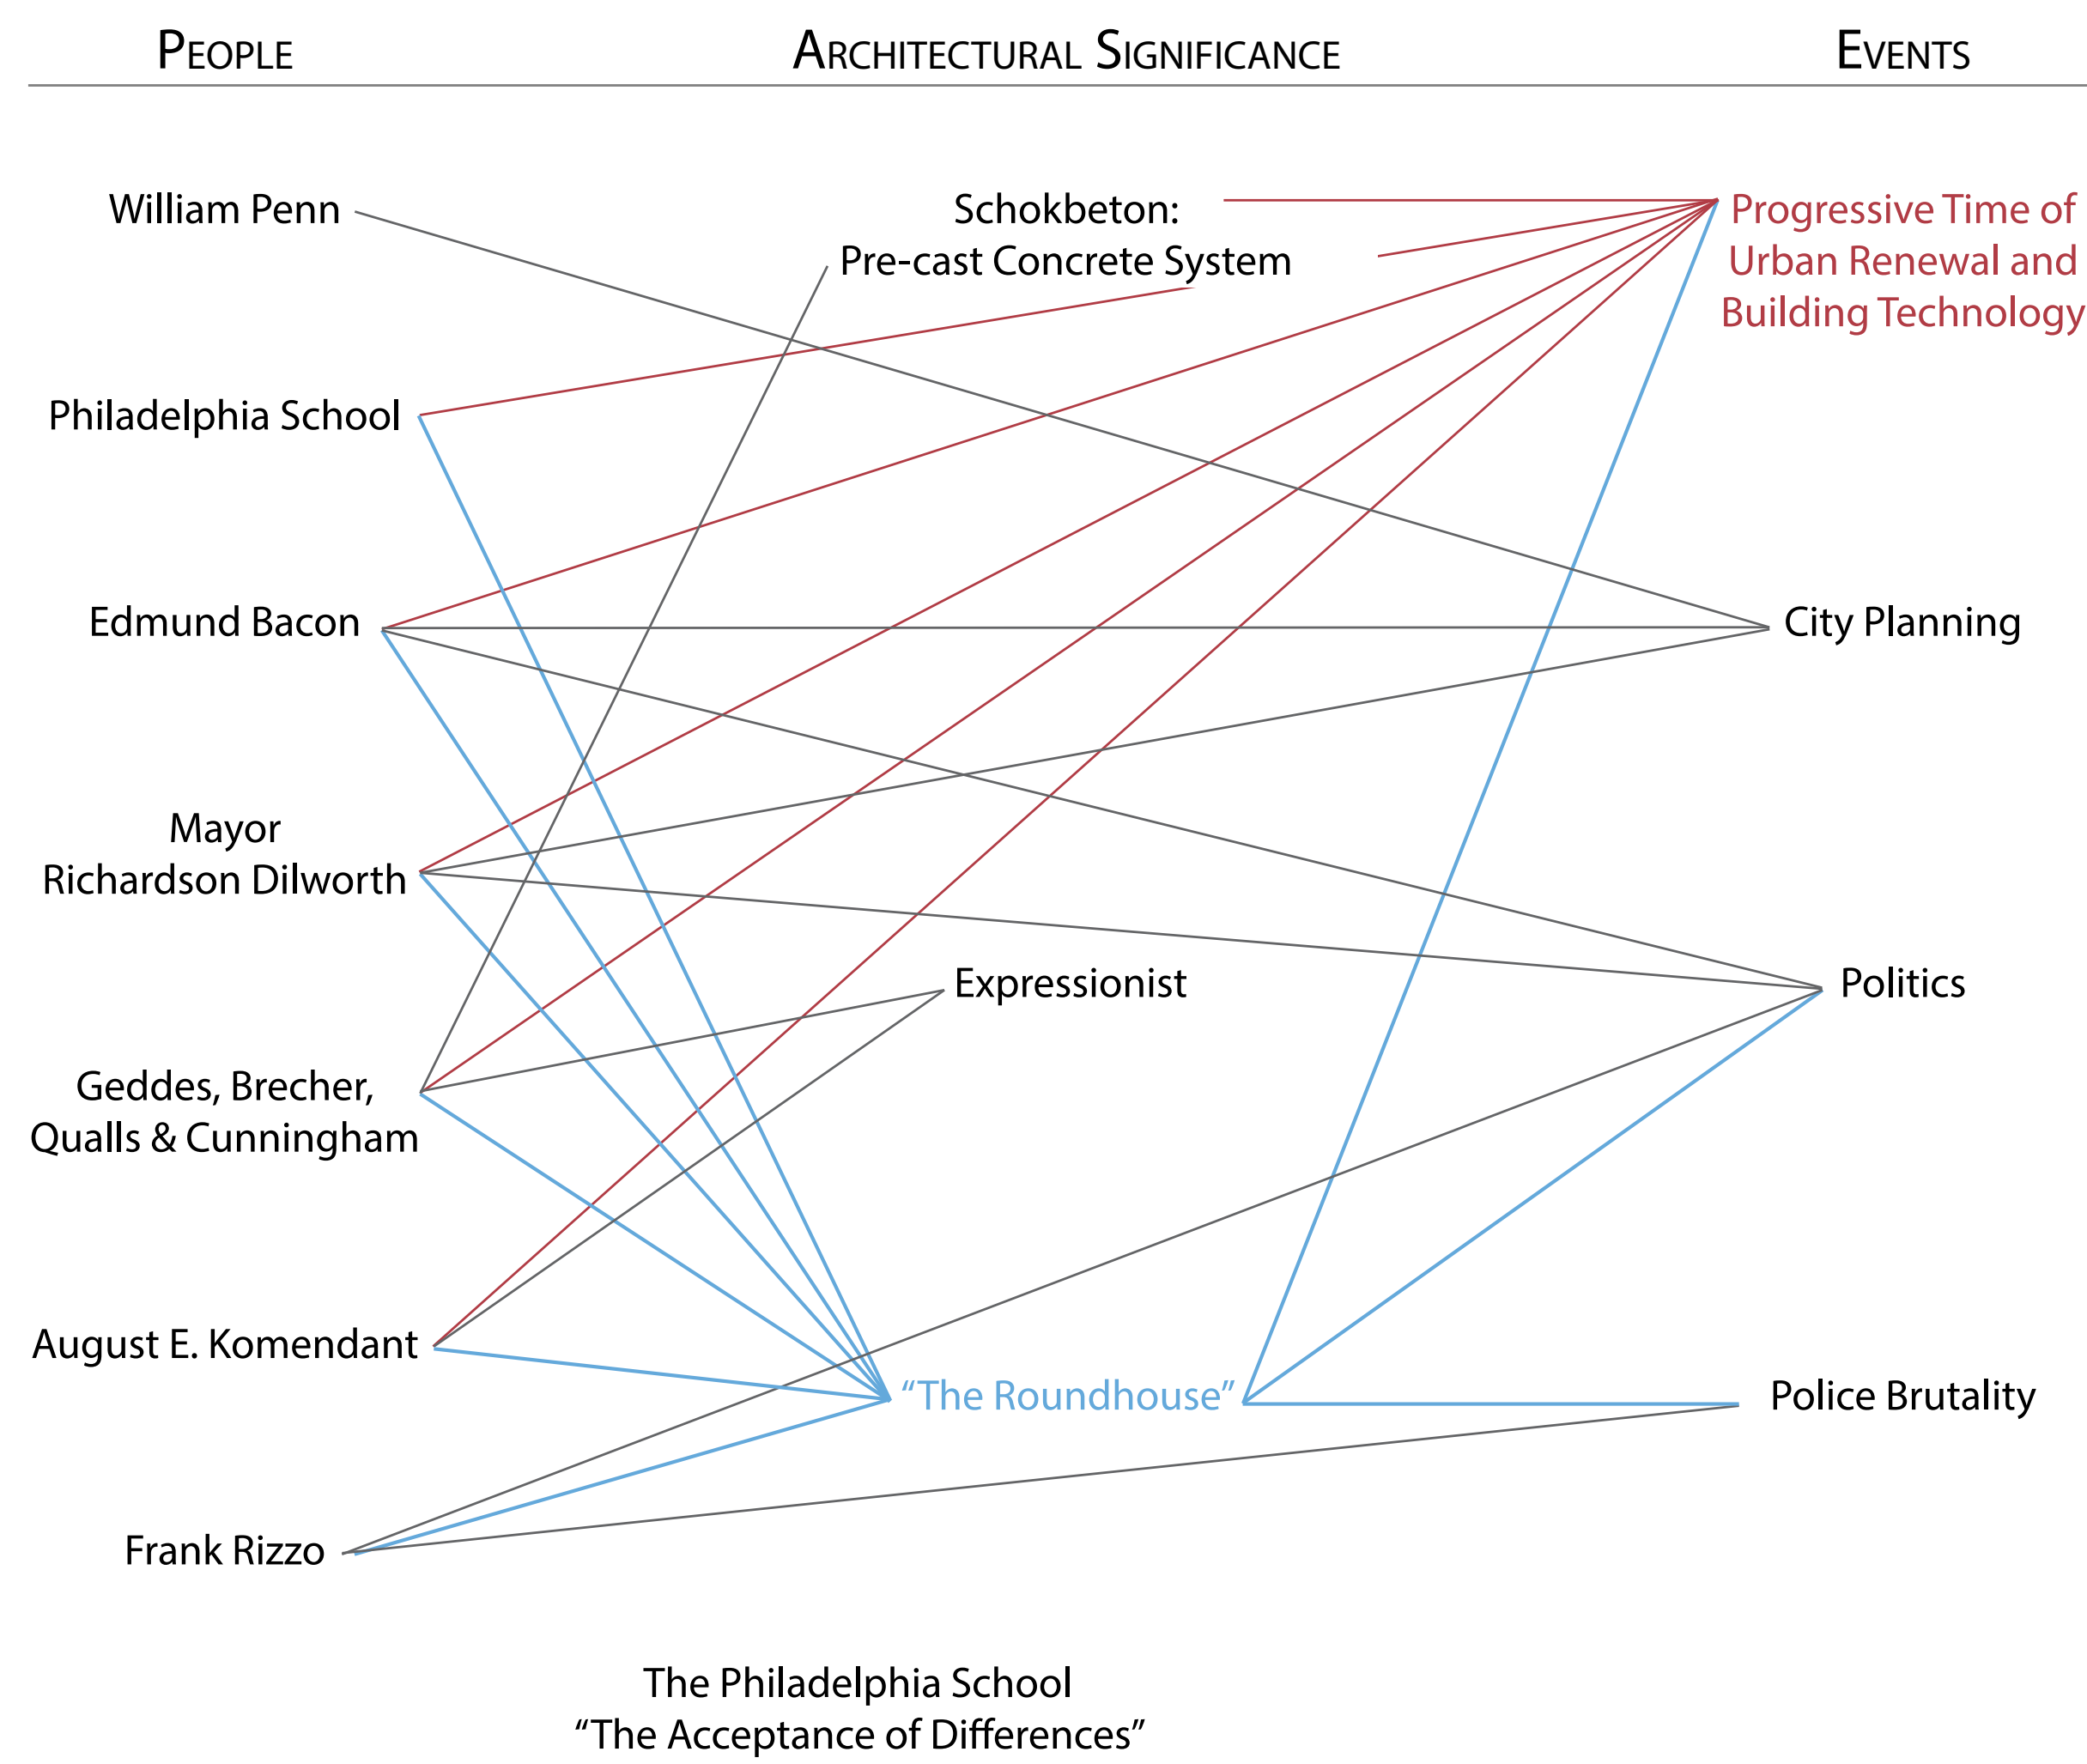 People
Architectural Significance
Events
William Penn
Philadelphia School
Edmund Bacon
Mayor
Richardson Dilworth
Geddes, Brecher,
Qualls & Cunningham
August E. Komendant
Frank Rizzo
Schokbeton:
Pre-cast Concrete System
Expressionist
“The Roundhouse”
The Philadelphia School
“The Acceptance of Differences”
Progressive Time of
Urban Renewal and
Building Technology
City Planning
Politics
Police Brutality